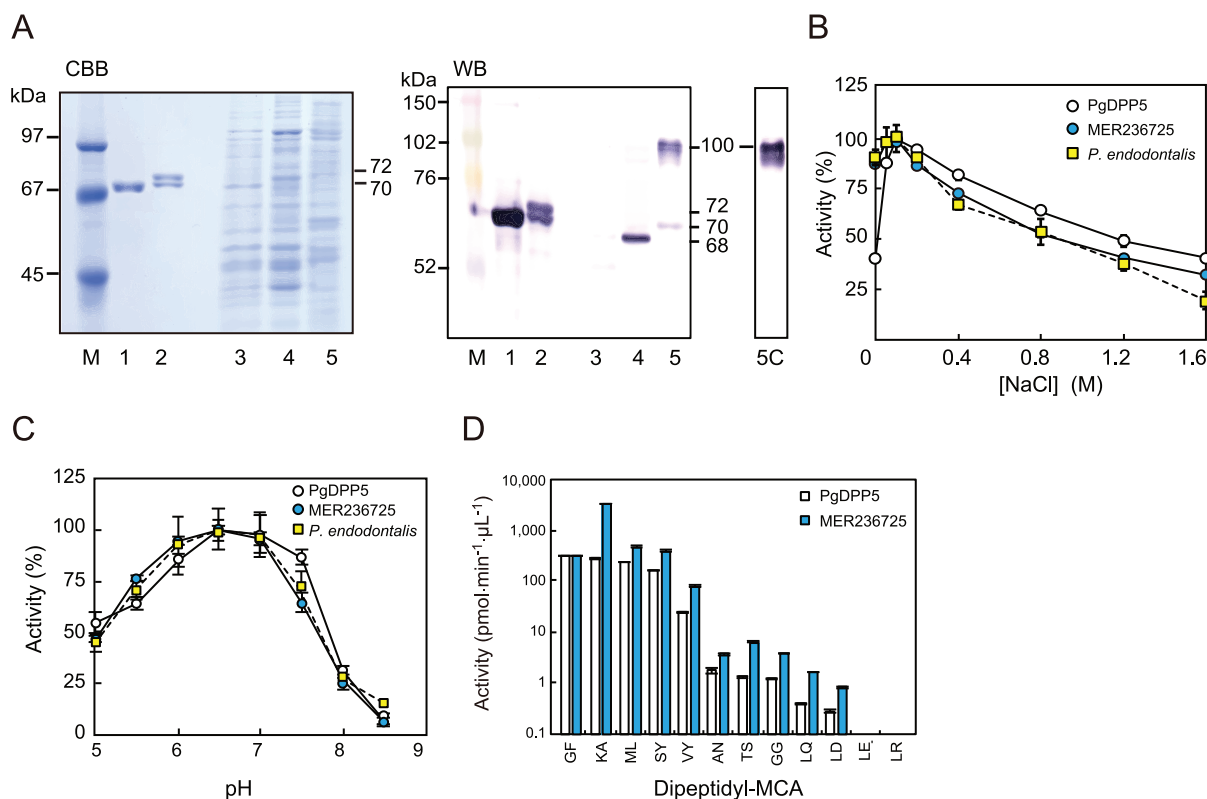 A
CBB
kDa
97
67
45
72
70
M 1 2 3 4 5
WB
kDa
150
102
76
52
100
72
70
68
M 1 2 3 4 5 5C
B
Activity (%)
125
100
75
50
25
PgDPP5
MER236725
P. endodontalis
0 0.4 0.8 1.2 1.6
[NaCl] (M)
C
Activity (%)
125
100
75
50
25
0
PgDPP5
MER236725
P. endodontalis
5 6 7 8 9
pH
D
Activity (pmol·min⁻¹·µL⁻¹)
10,000
1,000
100
10
1
0.1
PgDPP5
MER236725
GF KA ML SY VY AN TS GG LQ LD LE. LR
Dipeptidyl-MCA